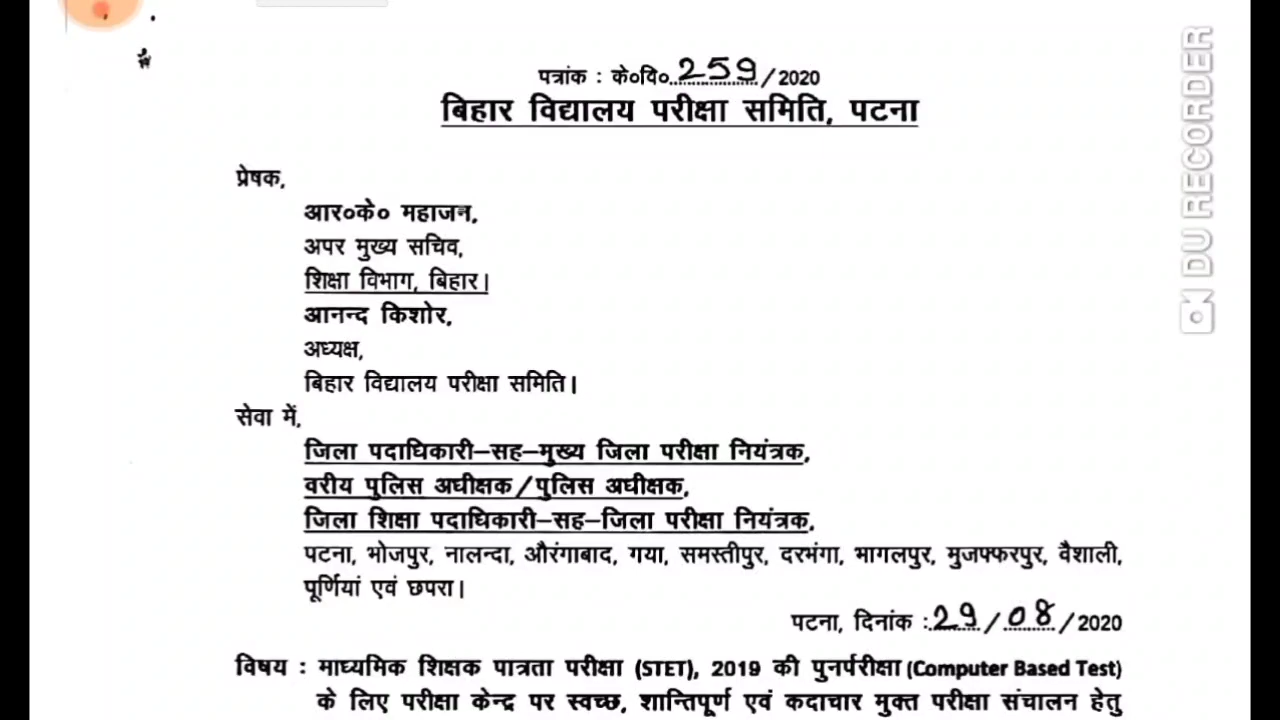 पत्रांक : के०वि०259/2020
बिहार विद्यालय परीक्षा समिति, पटना
प्रेषक,
आर०के० महाजन,
अपर मुख्य सचिव,
शिक्षा विभाग, बिहार।
आनन्द किशोर,
अध्यक्ष,
बिहार विद्यालय परीक्षा समिति।
सेवा में,
जिला पदाधिकारी–सह–मुख्य जिला परीक्षा नियंत्रक,
वरीय पुलिस अधीक्षक/पुलिस अधीक्षक,
जिला शिक्षा पदाधिकारी–सह–जिला परीक्षा नियंत्रक,
पटना, भोजपुर, नालन्दा, औरंगाबाद, गया, समस्तीपुर, दरभंगा, भागलपुर, मुजफ्फरपुर, वैशाली,
पूर्णियां एवं छपरा।
पटना, दिनांक :29/08/2020
विषय : माध्यमिक शिक्षक पात्रता परीक्षा (STET), 2019 की पुनर्परीक्षा (Computer Based Test)
के लिए परीक्षा केन्द्र पर स्वच्छ, शान्तिपूर्ण एवं कदाचार मुक्त परीक्षा संचालन हेतु
DU RECORDER